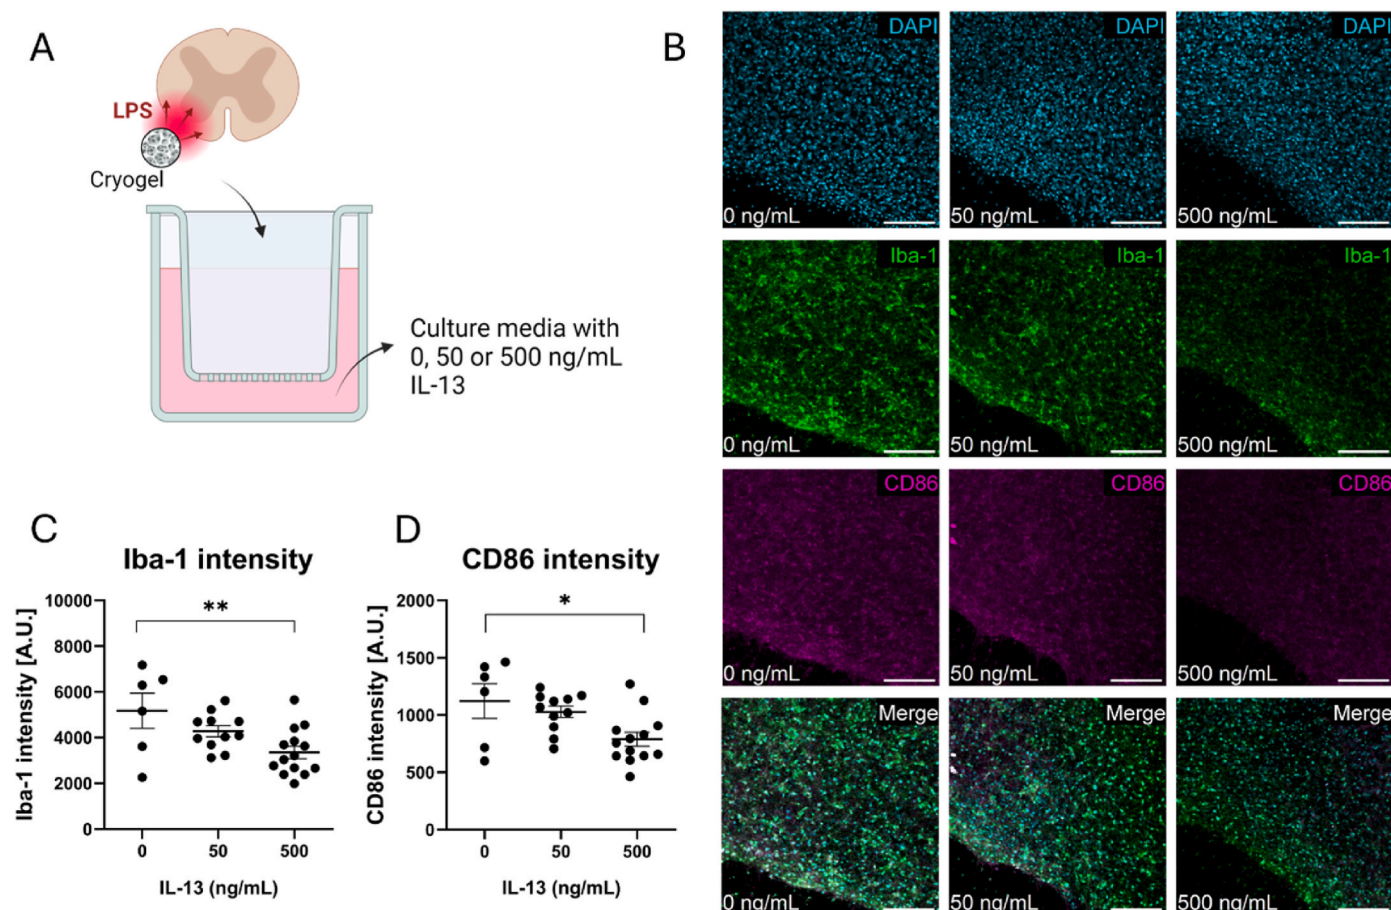 A
LPS
Cryogel
Culture media with
0, 50 or 500 ng/mL
IL-13
B
DAPI
0 ng/mL
DAPI
50 ng/mL
DAPI
500 ng/mL
Iba-1
0 ng/mL
Iba-1
50 ng/mL
Iba-1
500 ng/mL
CD86
0 ng/mL
CD86
50 ng/mL
CD86
500 ng/mL
Merge
0 ng/mL
Merge
50 ng/mL
Merge
500 ng/mL
C
Iba-1 intensity
Iba-1 intensity [A.U.]
10000
8000
6000
4000
2000
0
**
0
50
500
IL-13 (ng/mL)
D
CD86 intensity
CD86 intensity [A.U.]
2000
1500
1000
500
0
*
0
50
500
IL-13 (ng/mL)